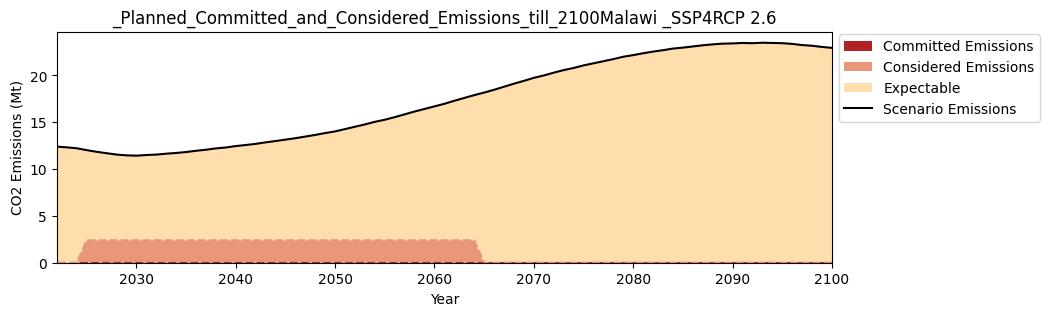 _Planned_Committed_and_Considered_Emissions_till_2100Malawi _SSP4RCP 2.6
CO2 Emissions (Mt)
20
15
10
5
0
2030 2040 2050 2060 2070 2080 2090 2100
Year
Committed Emissions
Considered Emissions
Expectable
Scenario Emissions